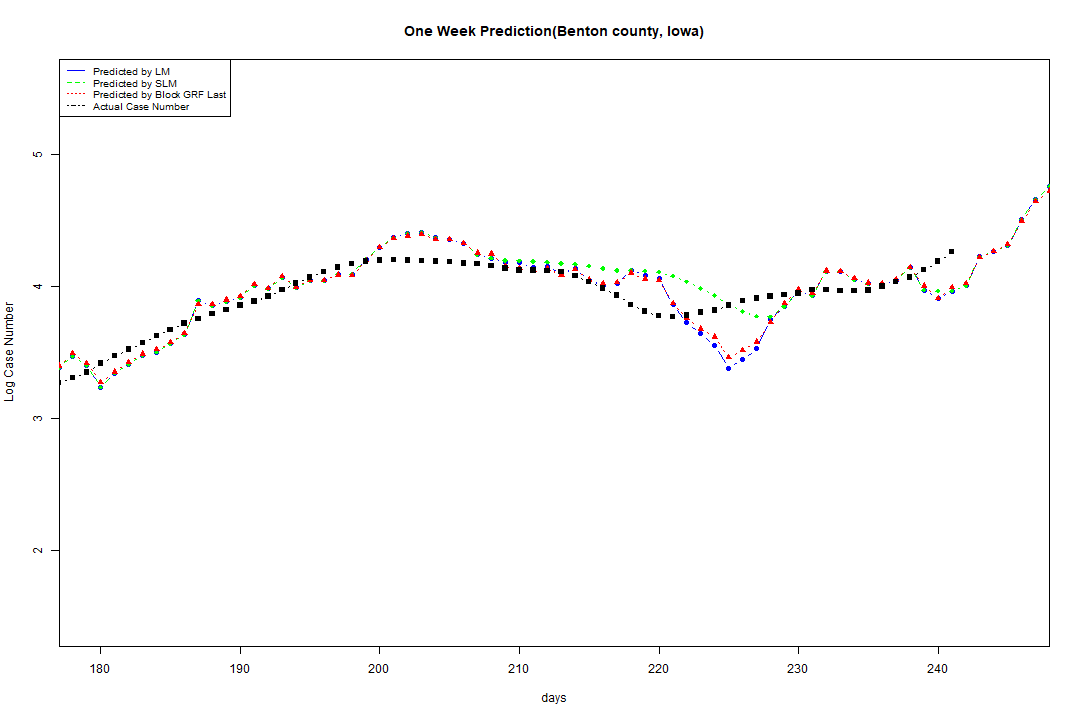 One Week Prediction(Benton county, Iowa)
Predicted by LM
Predicted by SLM
Predicted by Block GRF Last
Actual Case Number
Log Case Number
5
4
3
2
180 190 200 210 220 230 240
days